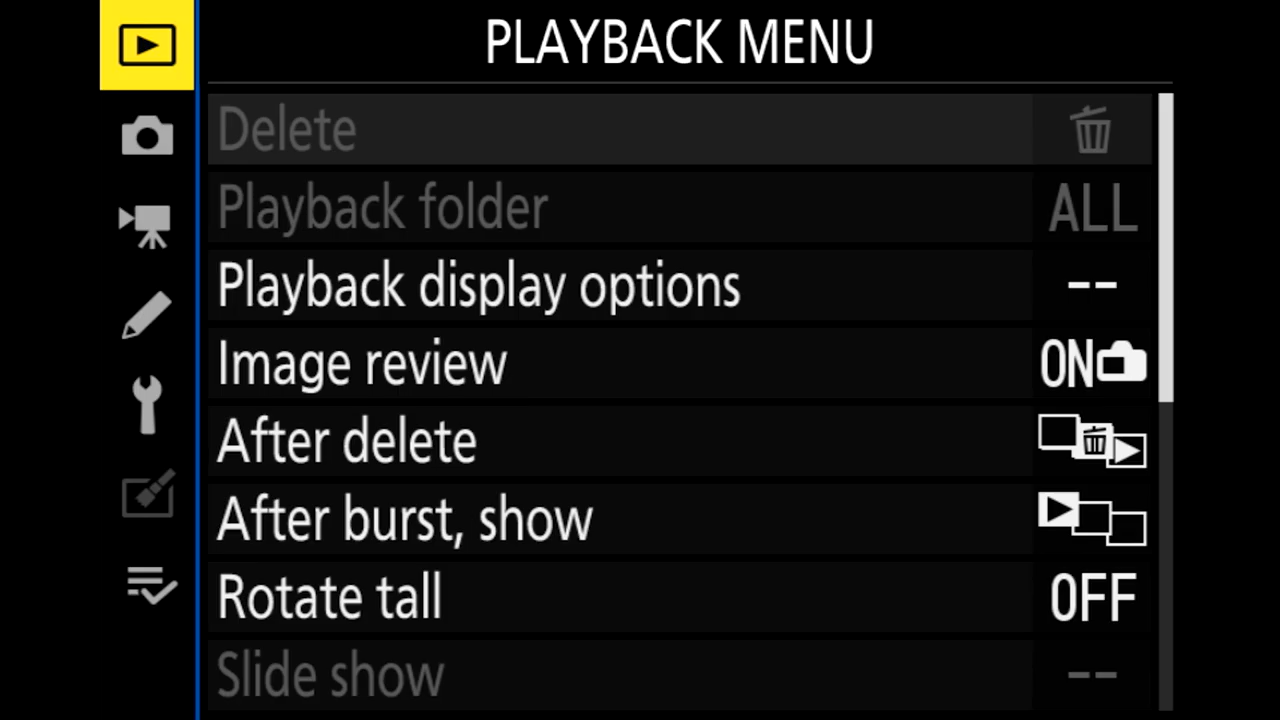 PLAYBACK MENU
Delete
Playback folder ALL
Playback display options --
Image review ON
After delete
After burst, show
Rotate tall OFF
Slide show --